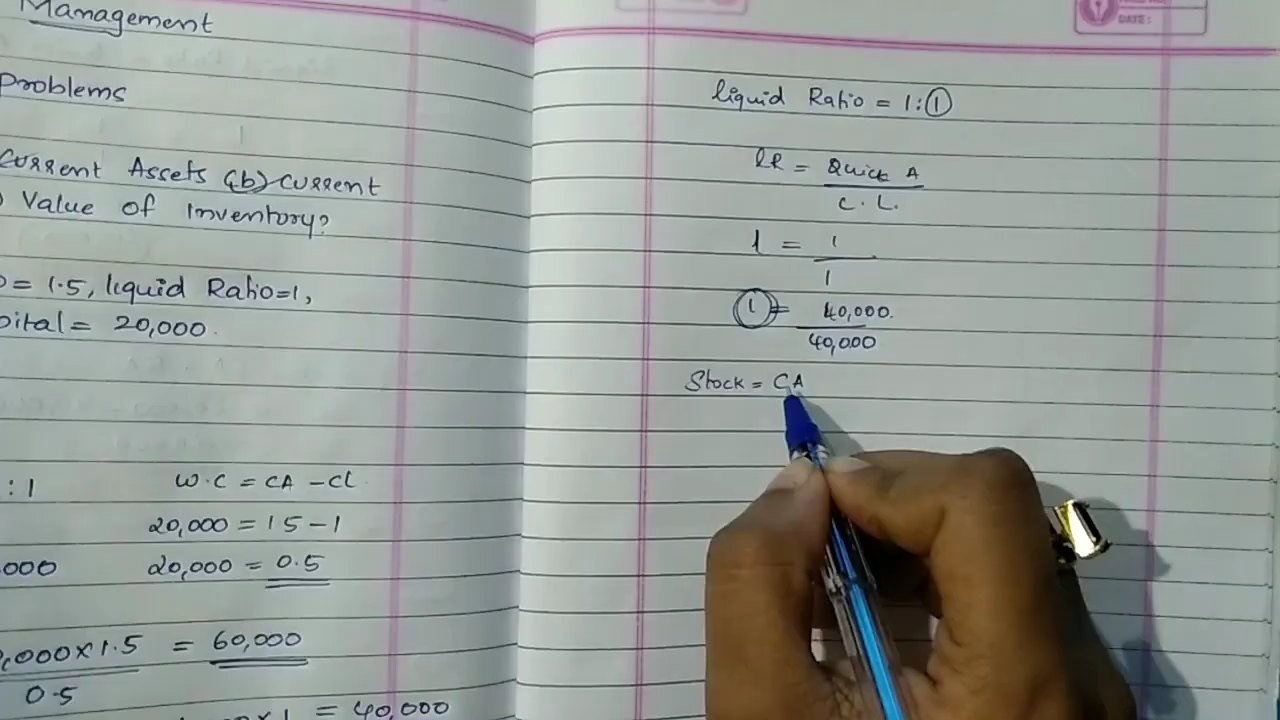 Management
Problems
Current Assets (b) Current
Value of Inventory?
= 1.5, liquid Ratio=1,
pital = 20,000.
: 1 W.C = CA - CL
20,000 = 15 - 1
000 20,000 = 0.5
,000 x 1.5 = 60,000
0.5
x 1 = 40,000
DATE :
liquid Ratio = 1:1
LR = Quick A
C. L.
1 = 1
1
1 = 40,000.
40,000
Stock = CA